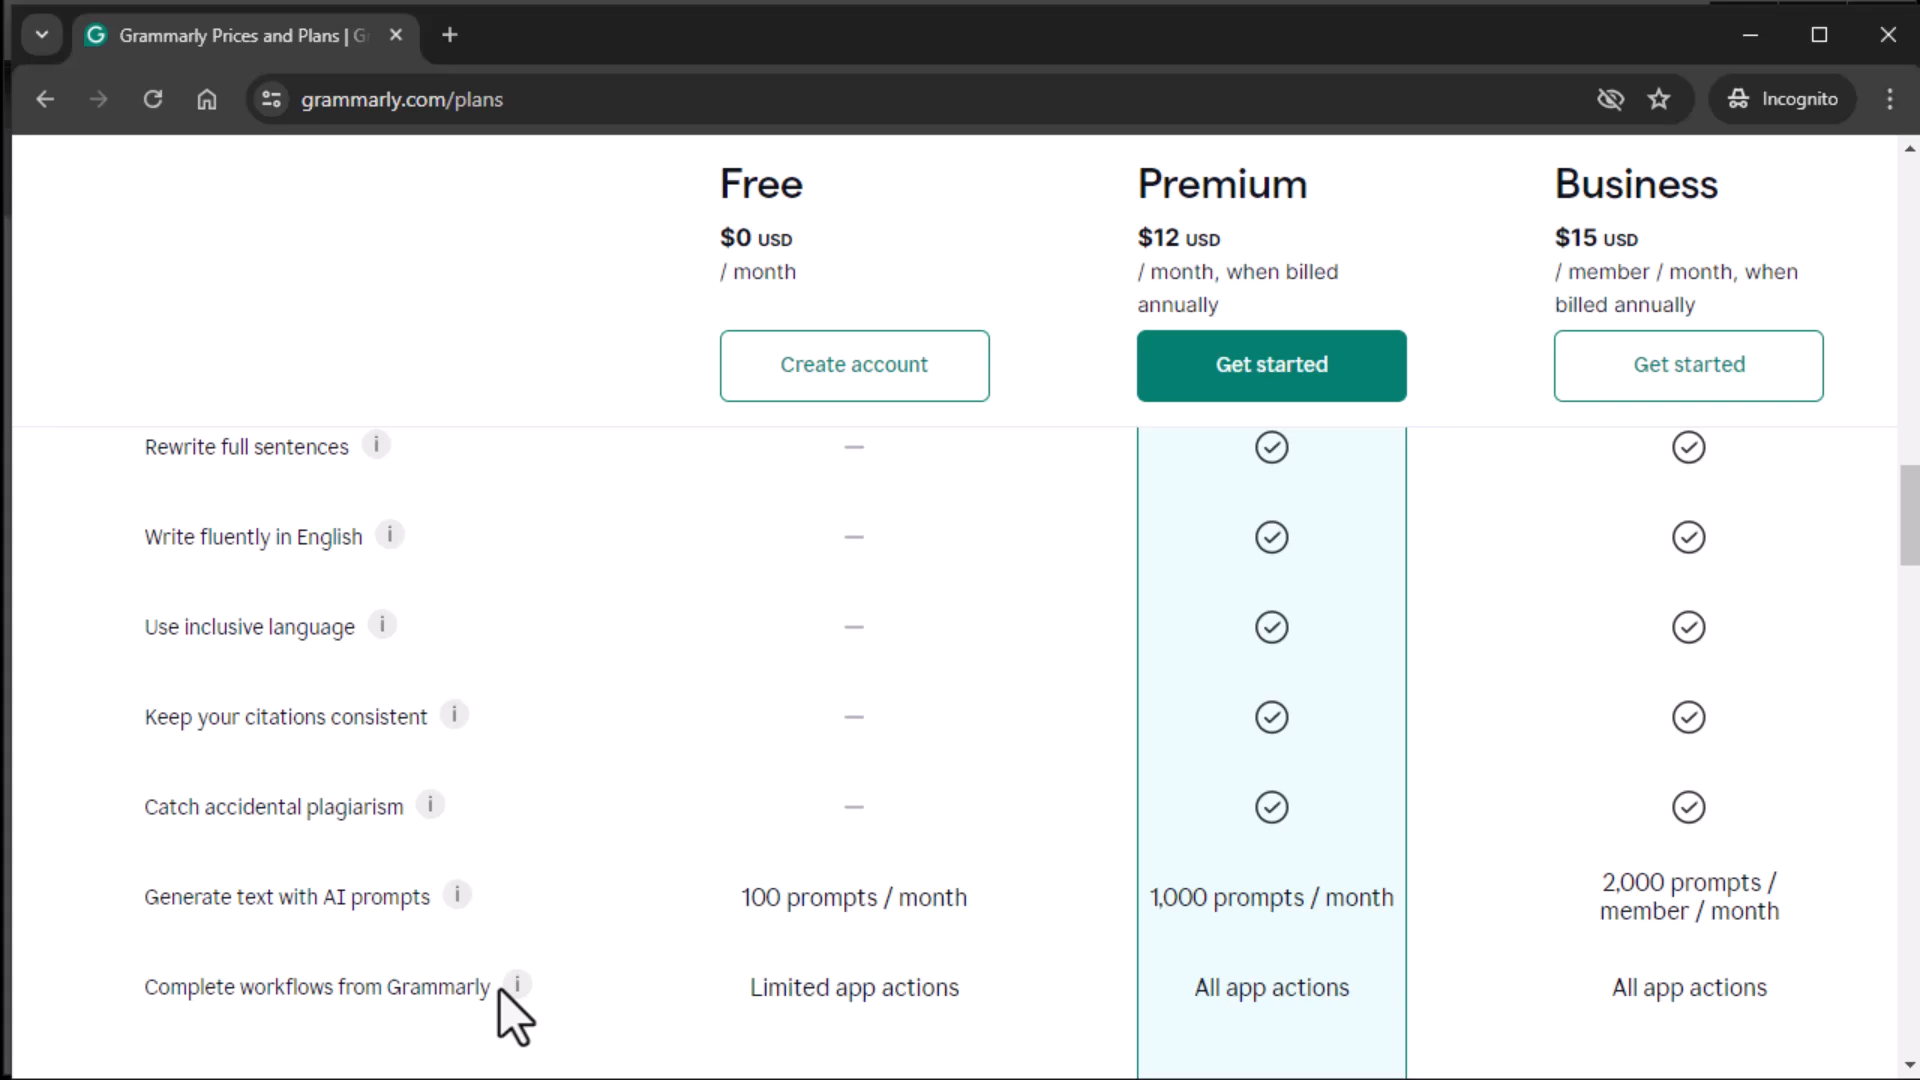 Grammarly Prices and Plans | G
grammarly.com/plans
Incognito
Free
Premium
Business
$0 USD
$12 USD
$15 USD
/ month
/ month, when billed
annually
/ member / month, when
billed annually
Create account
Get started
Get started
Rewrite full sentences i
Write fluently in English i
Use inclusive language i
Keep your citations consistent i
Catch accidental plagiarism i
Generate text with AI prompts i
100 prompts / month
1,000 prompts / month
2,000 prompts /
member / month
Complete workflows from Grammarly i
Limited app actions
All app actions
All app actions